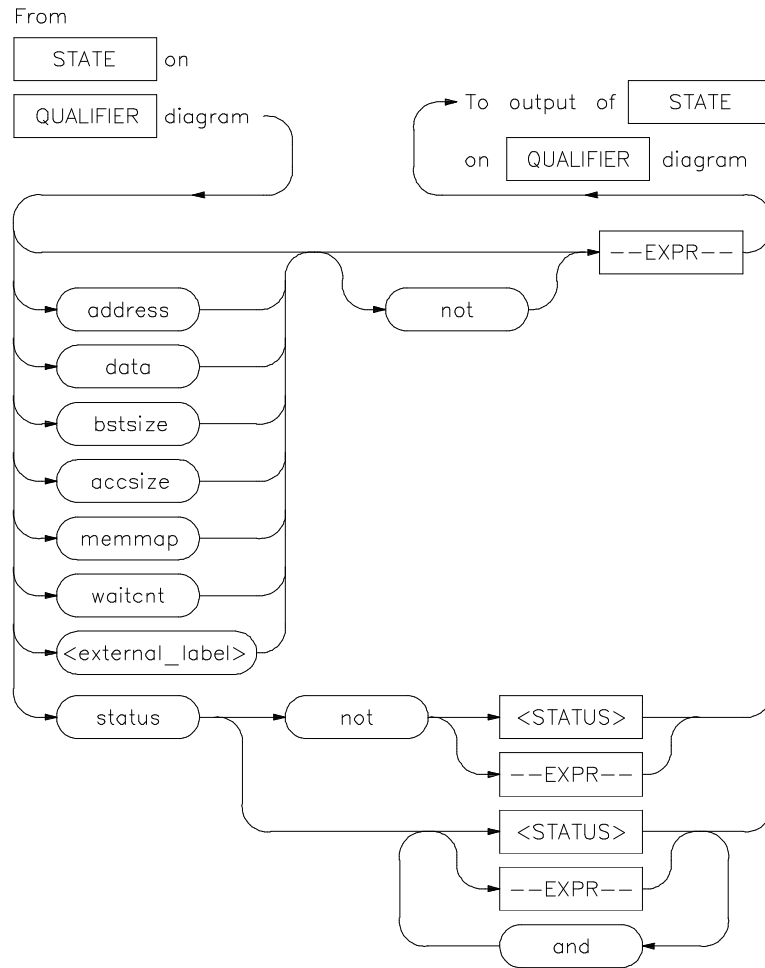 From
STATE on
QUALIFIER diagram
To output of STATE
on QUALIFIER diagram
--EXPR--
address
not
data
bstsize
accsize
memmap
waitcnt
<external_label>
status
not
<STATUS>
--EXPR--
<STATUS>
--EXPR--
and